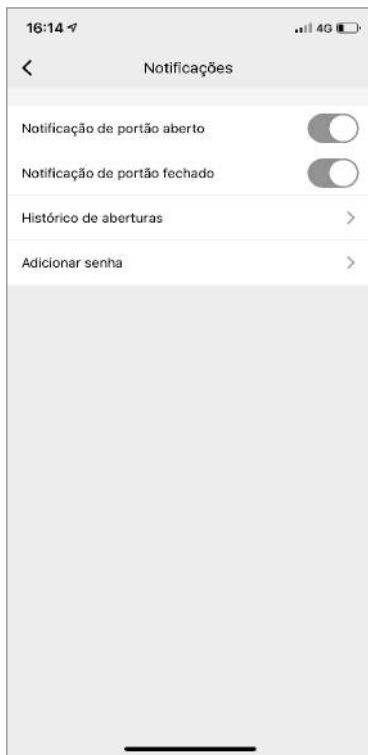 16:14 4G
Notificações
Notificação de portão aberto
Notificação de portão fechado
Histórico de aberturas
Adicionar senha